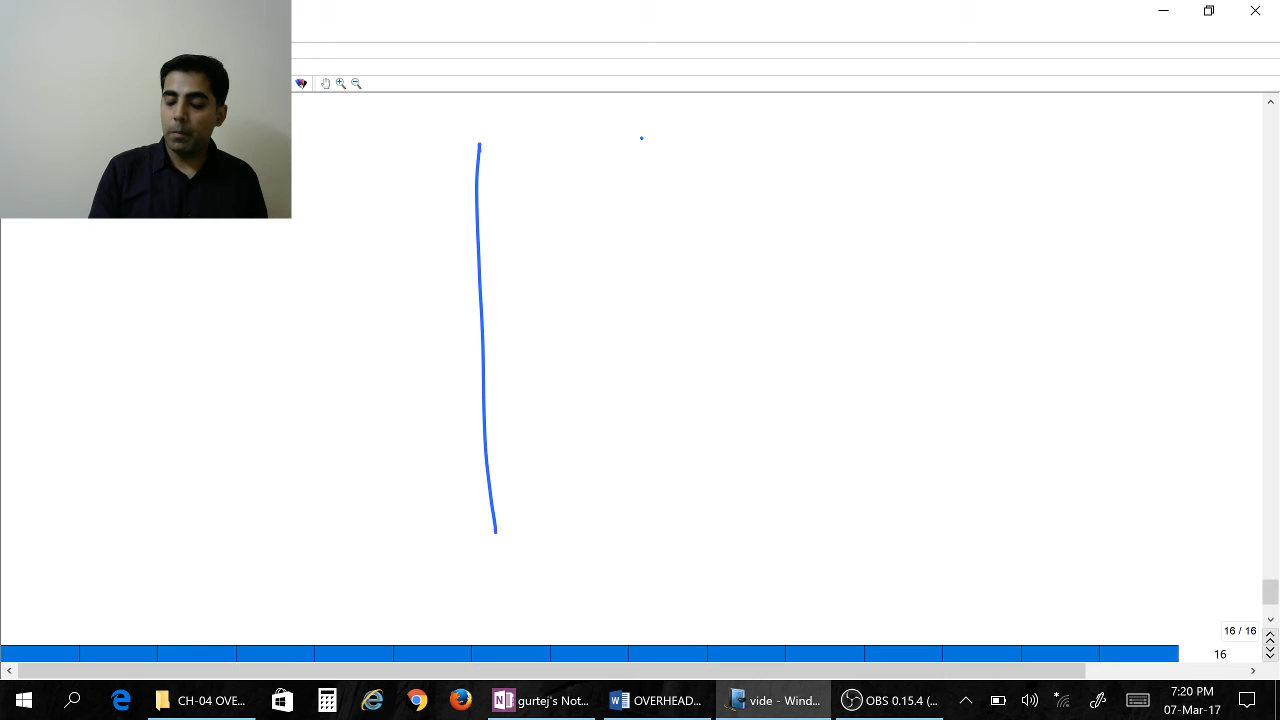 16 / 16
16
CH-04 OVE...
gurtej's Not...
OVERHEAD...
vide - Wind...
OBS 0.15.4 (...
7:20 PM
07-Mar-17